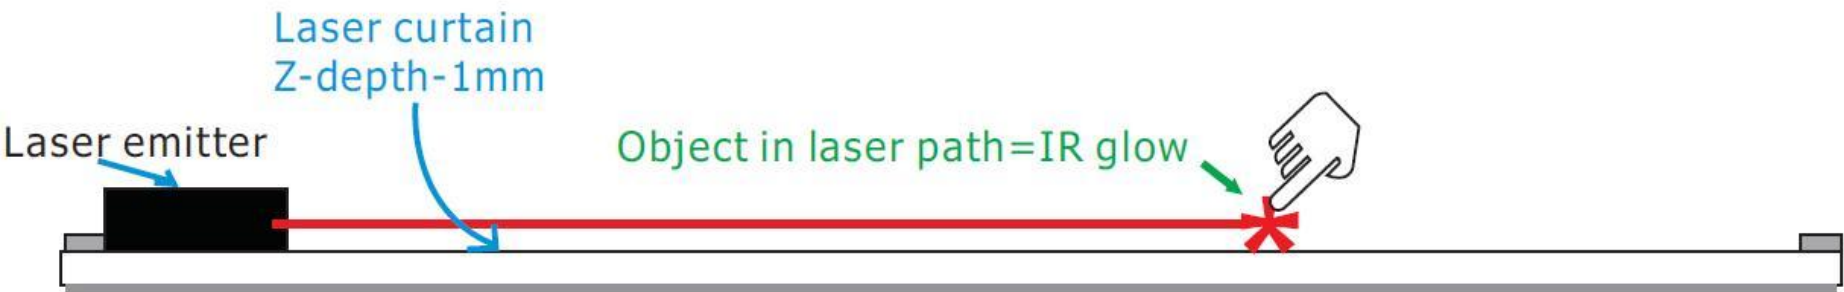 Laser curtain
Z-depth-1mm
Laser emitter
Object in laser path=IR glow